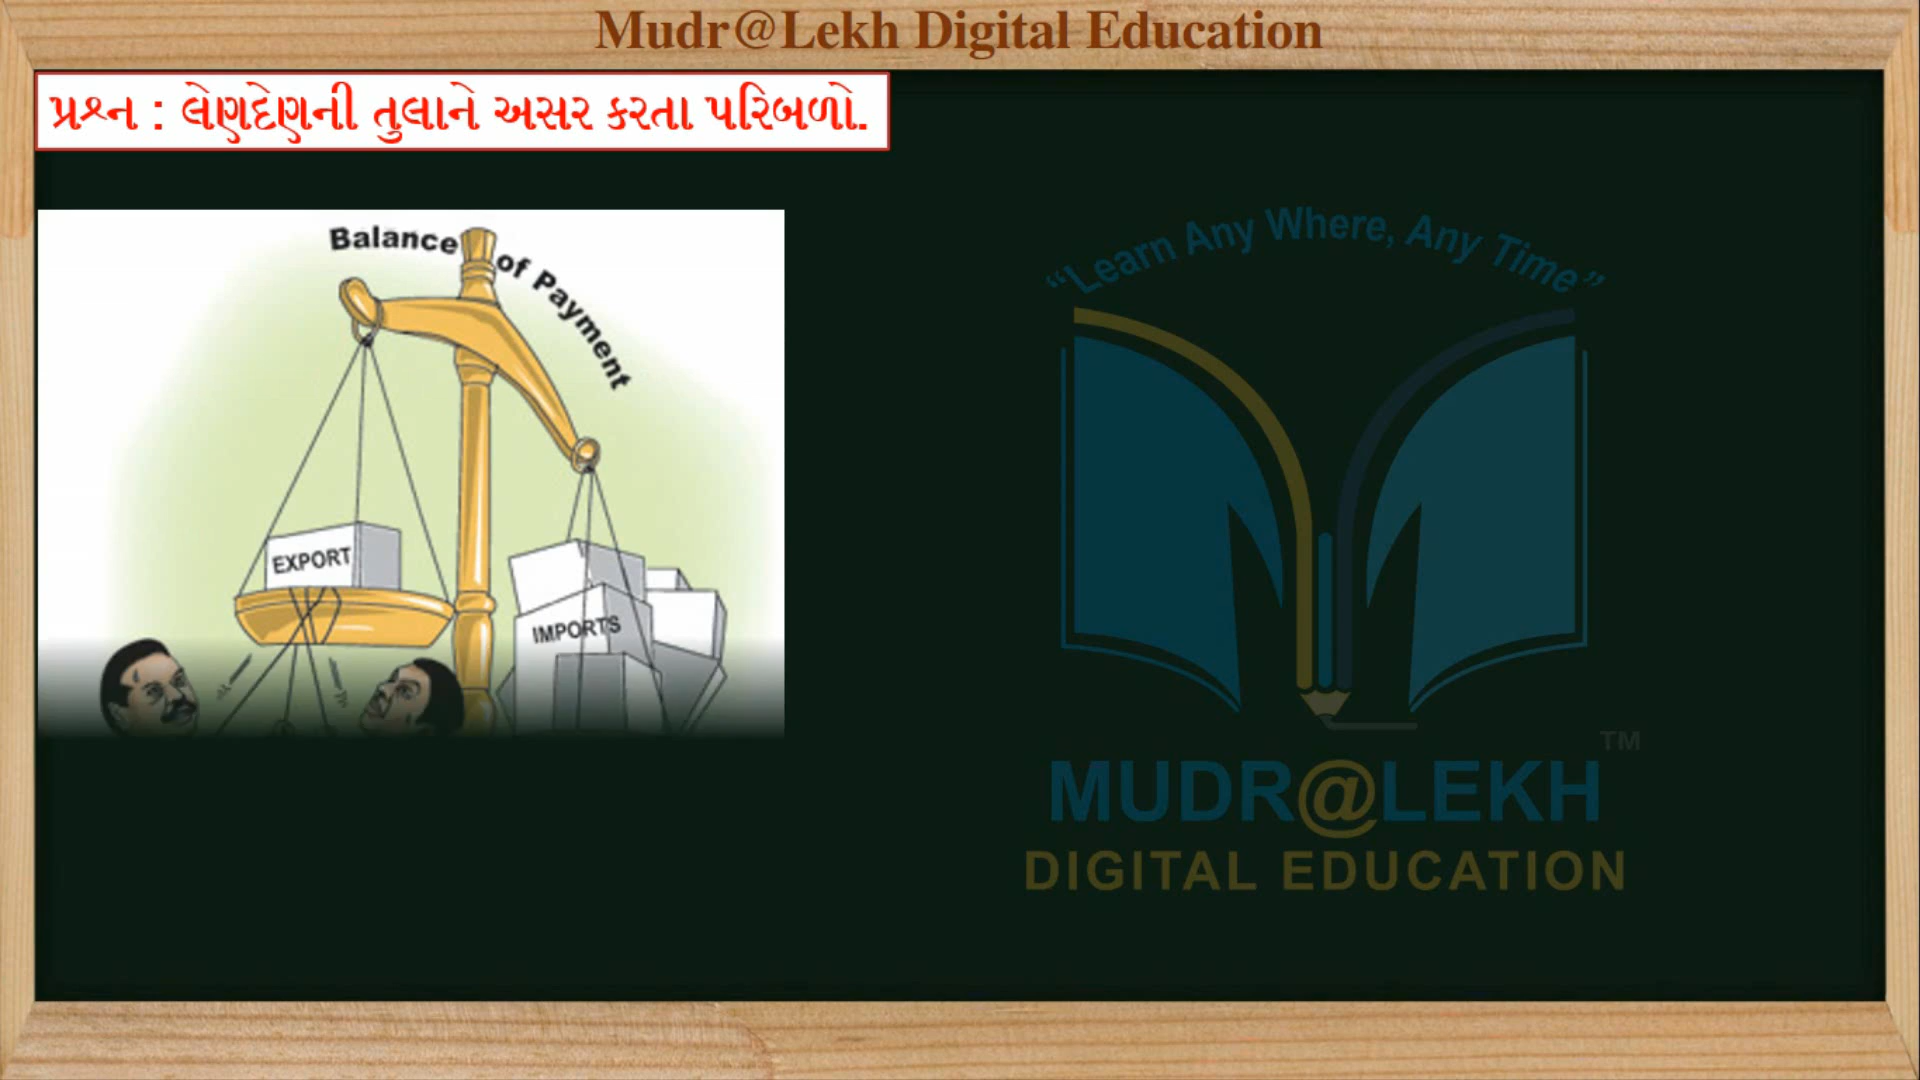 Mudr@Lekh Digital Education
પ્રશ્ન : લેણદેણની તુલાને અસર કરતા પરિબળો.
Balance of Payment
EXPORT
IMPORTS
“Learn Any Where, Any Time”
TM
MUDR@LEKH
DIGITAL EDUCATION